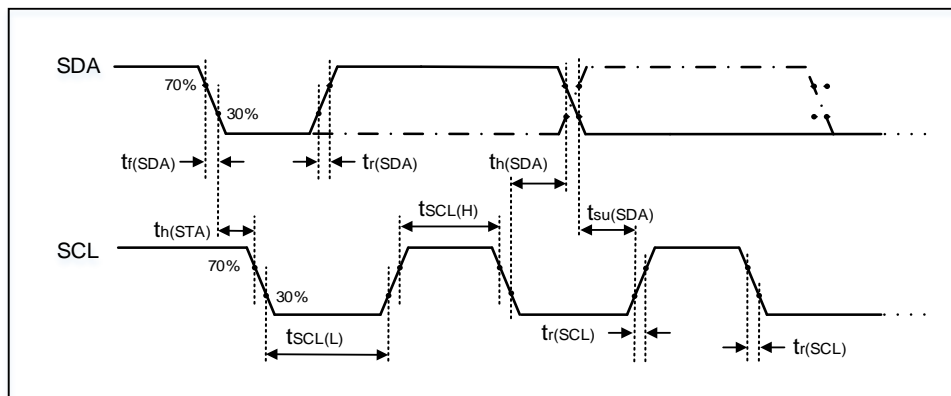 SDA
70%
30%
tf(SDA)
tr(SDA)
th(SDA)
th(STA)
tSCL(H)
tsu(SDA)
SCL
70%
30%
tSCL(L)
tr(SCL)
tr(SCL)